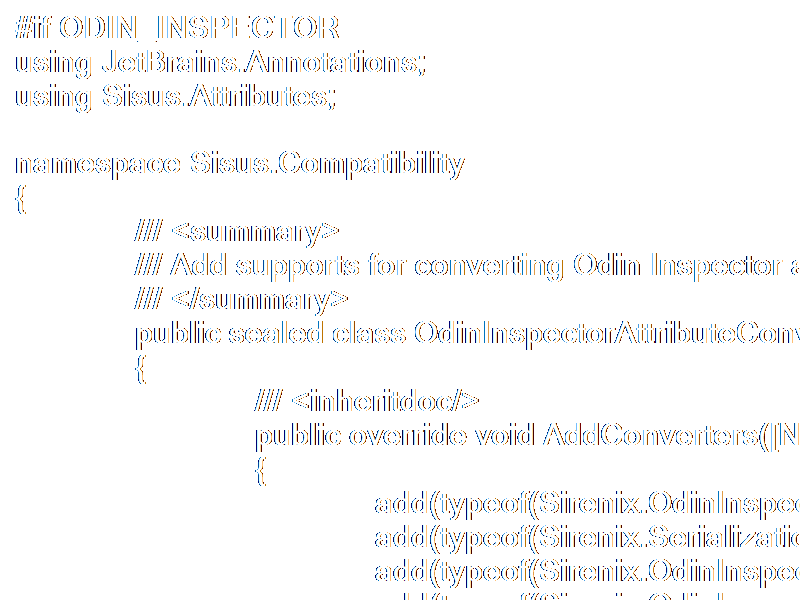 #if ODIN_INSPECTOR
using JetBrains.Annotations;
using Sisus.Attributes;
namespace Sisus.Compatibility
{
/// <summary>
/// Add supports for converting Odin Inspector
/// </summary>
public sealed class OdinInspectorAttributeConv
{
/// <inheritdoc/>
public override void AddConverters([N
{
add(typeof(Sirenix.OdinInspec
add(typeof(Sirenix.Serializatio
add(typeof(Sirenix.OdinInspec